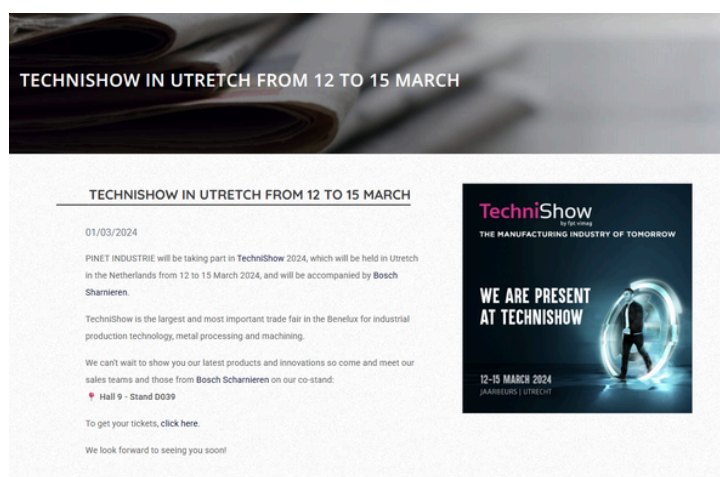 TECHNISHOW IN UTRETCH FROM 12 TO 15 MARCH
TECHNISHOW IN UTRETCH FROM 12 TO 15 MARCH
01/03/2024
PINET INDUSTRIE will be taking part in TechniShow 2024, which will be held in Utretch
in the Netherlands from 12 to 15 March 2024, and will be accompanied by Bosch
Sharnieren.
TechniShow is the largest and most important trade fair in the Benelux for industrial
production technology, metal processing and machining.
We can't wait to show you our latest products and innovations so come and meet our
sales teams and those from Bosch Scharnieren on our co-stand:
📍 Hall 9 - Stand D039
To get your tickets, click here.
We look forward to seeing you soon!
TechniShow
by fpt vimag
THE MANUFACTURING INDUSTRY OF TOMORROW
WE ARE PRESENT
AT TECHNISHOW
12-15 MARCH 2024
JAARBEURS | UTRECHT